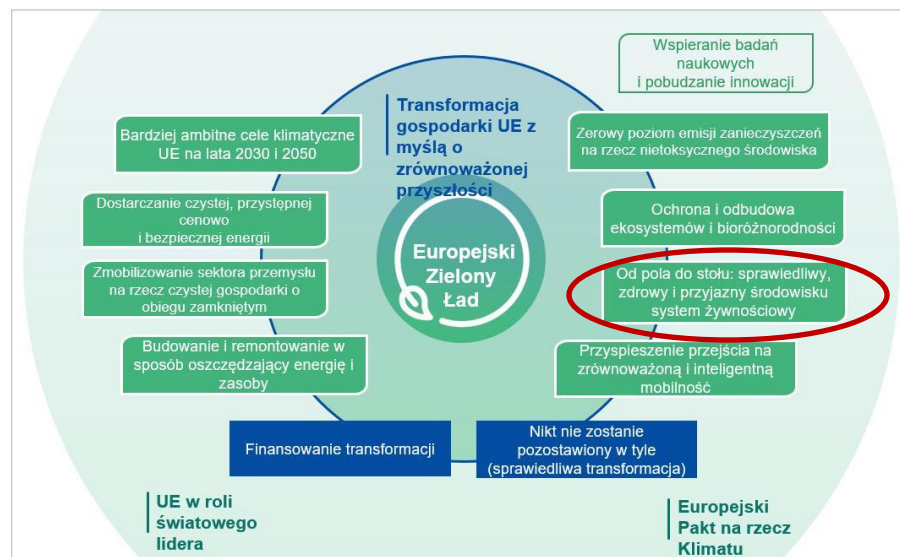 Wspieranie badań
naukowych
i pobudzanie innowacji
Transformacja
gospodarki UE z
myślą o
zrównoważonej
przyszłości
Bardziej ambitne cele klimatyczne
UE na lata 2030 i 2050
Zerowy poziom emisji zanieczyszczeń
na rzecz nietoksycznego środowiska
Dostarczanie czystej, przystępnej
cenowo
i bezpiecznej energii
Ochrona i odbudowa
ekosystemów i bioróżnorodności
Europejski
Zielony
Ład
Zmobilizowanie sektora przemysłu
na rzecz czystej gospodarki o
obiegu zamkniętym
Od pola do stołu: sprawiedliwy,
zdrowy i przyjazny środowisku
system żywnościowy
Budowanie i remontowanie w
sposób oszczędzający energię i
zasoby
Przyspieszenie przejścia na
zrównoważoną i inteligentną
mobilność
Finansowanie transformacji
Nikt nie zostanie
pozostawiony w tyle
(sprawiedliwa transformacja)
UE w roli
światowego
lidera
Europejski
Pakt na rzecz
Klimatu